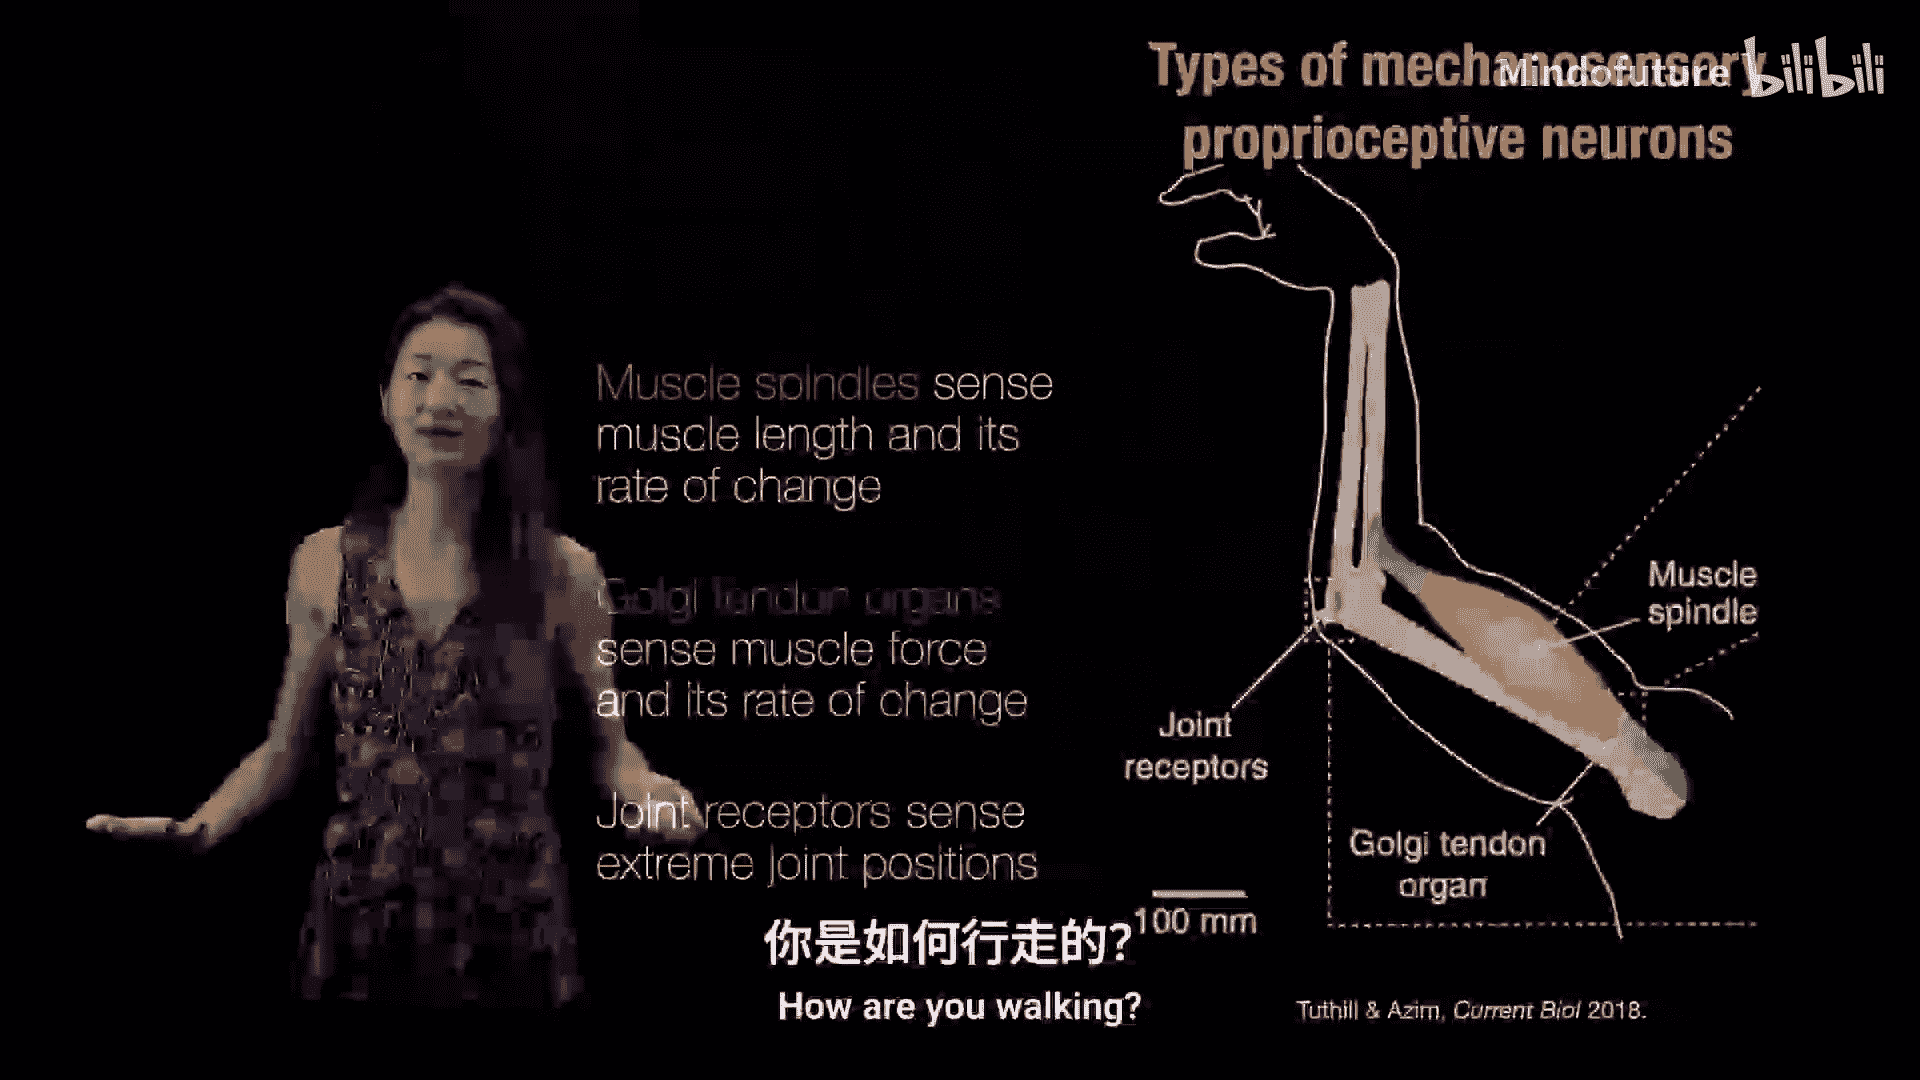 Types of mechanosensory
proprioceptive neurons
Mindofuture
bilibili
Muscle spindles sense
muscle length and its
rate of change
Golgi tendon organs
sense muscle force
and its rate of change
Joint receptors sense
extreme joint positions
Muscle
spindle
Joint
receptors
Golgi tendon
organ
100 mm
你是如何行走的?
How are you walking?
Tuthill & Azim, Current Biol 2018.